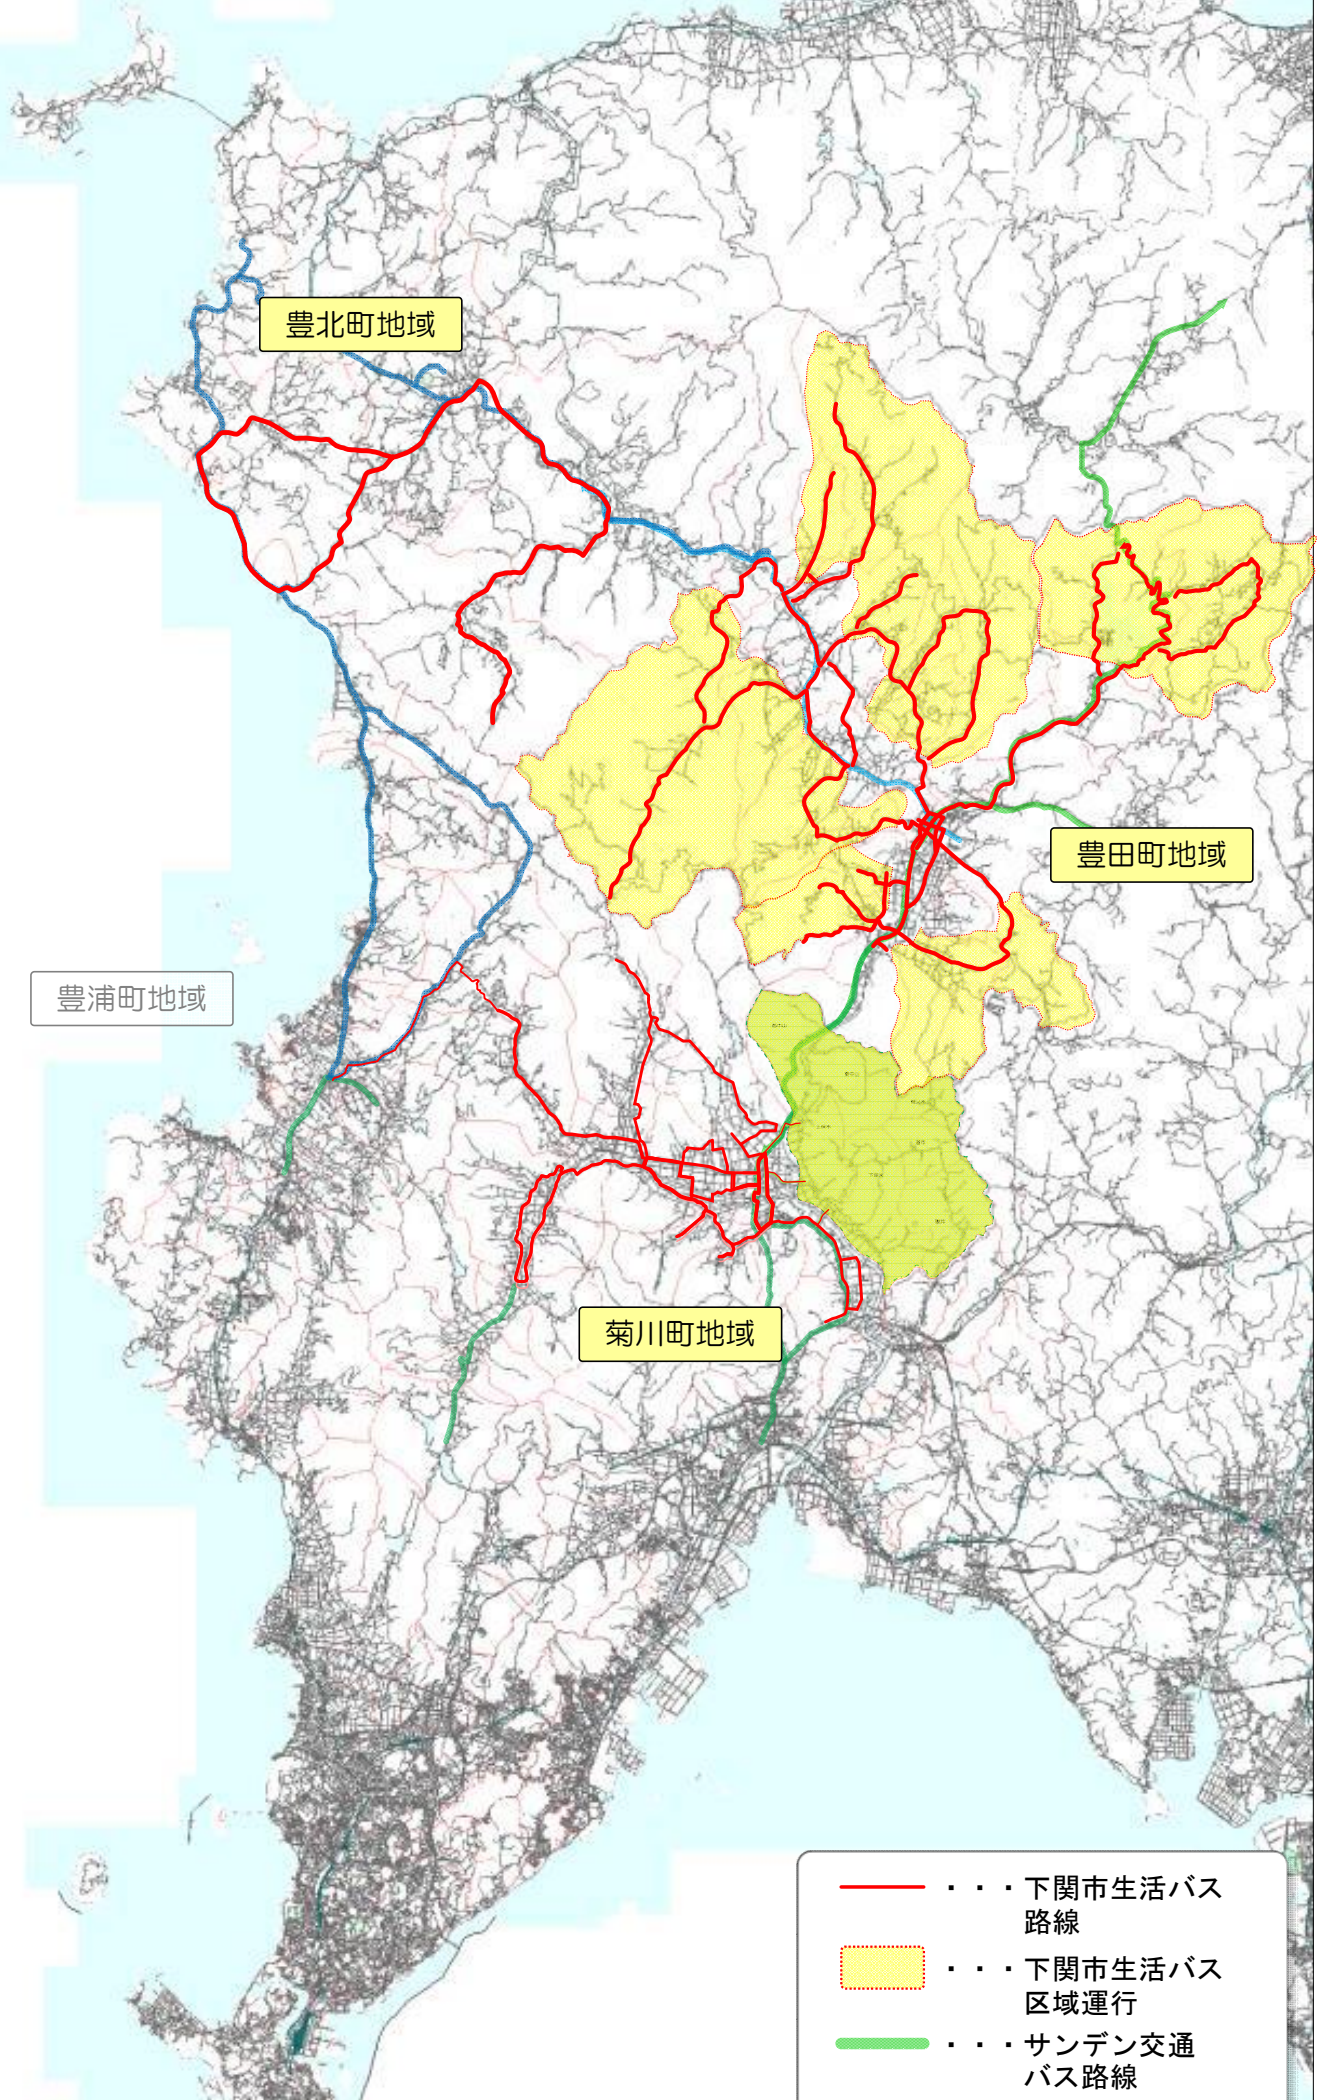 豊北町地域
豊田町地域
豊浦町地域
菊川町地域
・・・下関市生活バス
路線
・・・下関市生活バス
区域運行
・・・サンデン交通
バス路線